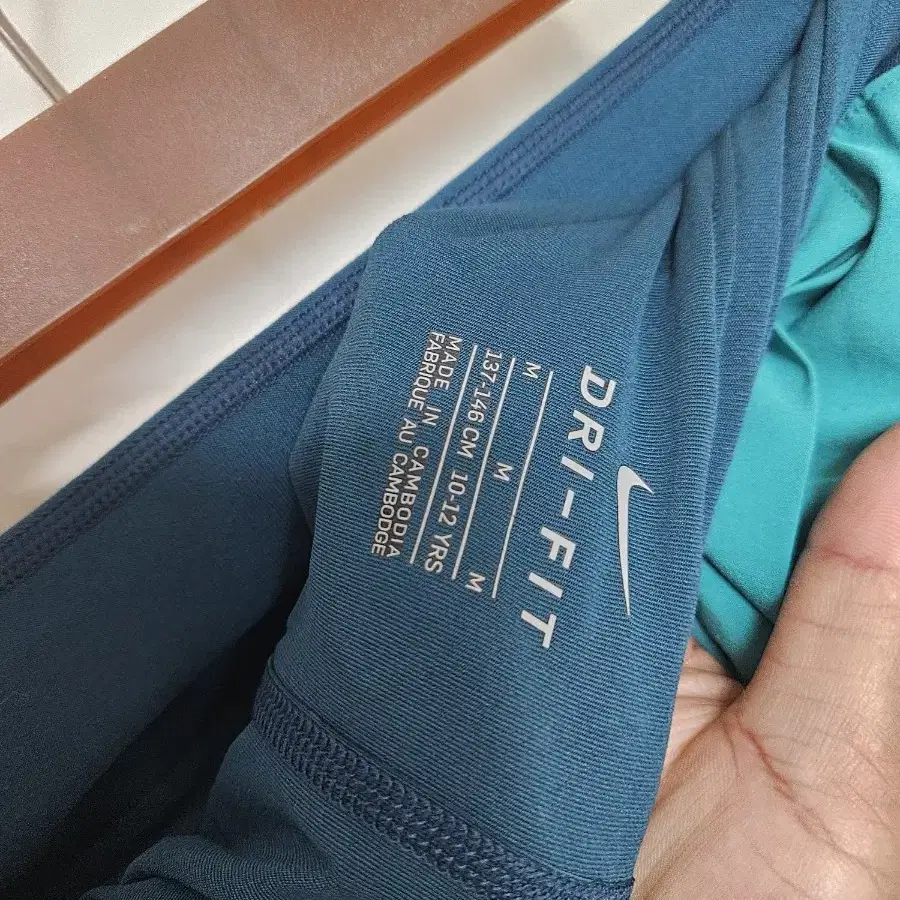 DRI-FIT
M M M
137-146 CM 10-12 YRS
MADE IN CAMBODIA
FABRIQUE AU CAMBODGE